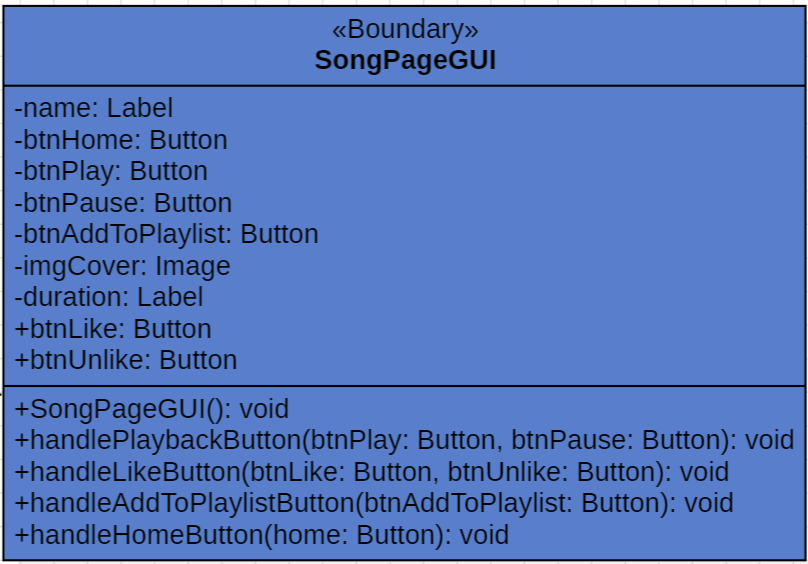 «Boundary»
SongPageGUI
-name: Label
-btnHome: Button
-btnPlay: Button
-btnPause: Button
-btnAddToPlaylist: Button
-imgCover: Image
-duration: Label
+btnLike: Button
+btnUnlike: Button
+SongPageGUI(): void
+handlePlaybackButton(btnPlay: Button, btnPause: Button): void
+handleLikeButton(btnLike: Button, btnUnlike: Button): void
+handleAddToPlaylistButton(btnAddToPlaylist: Button): void
+handleHomeButton(home: Button): void